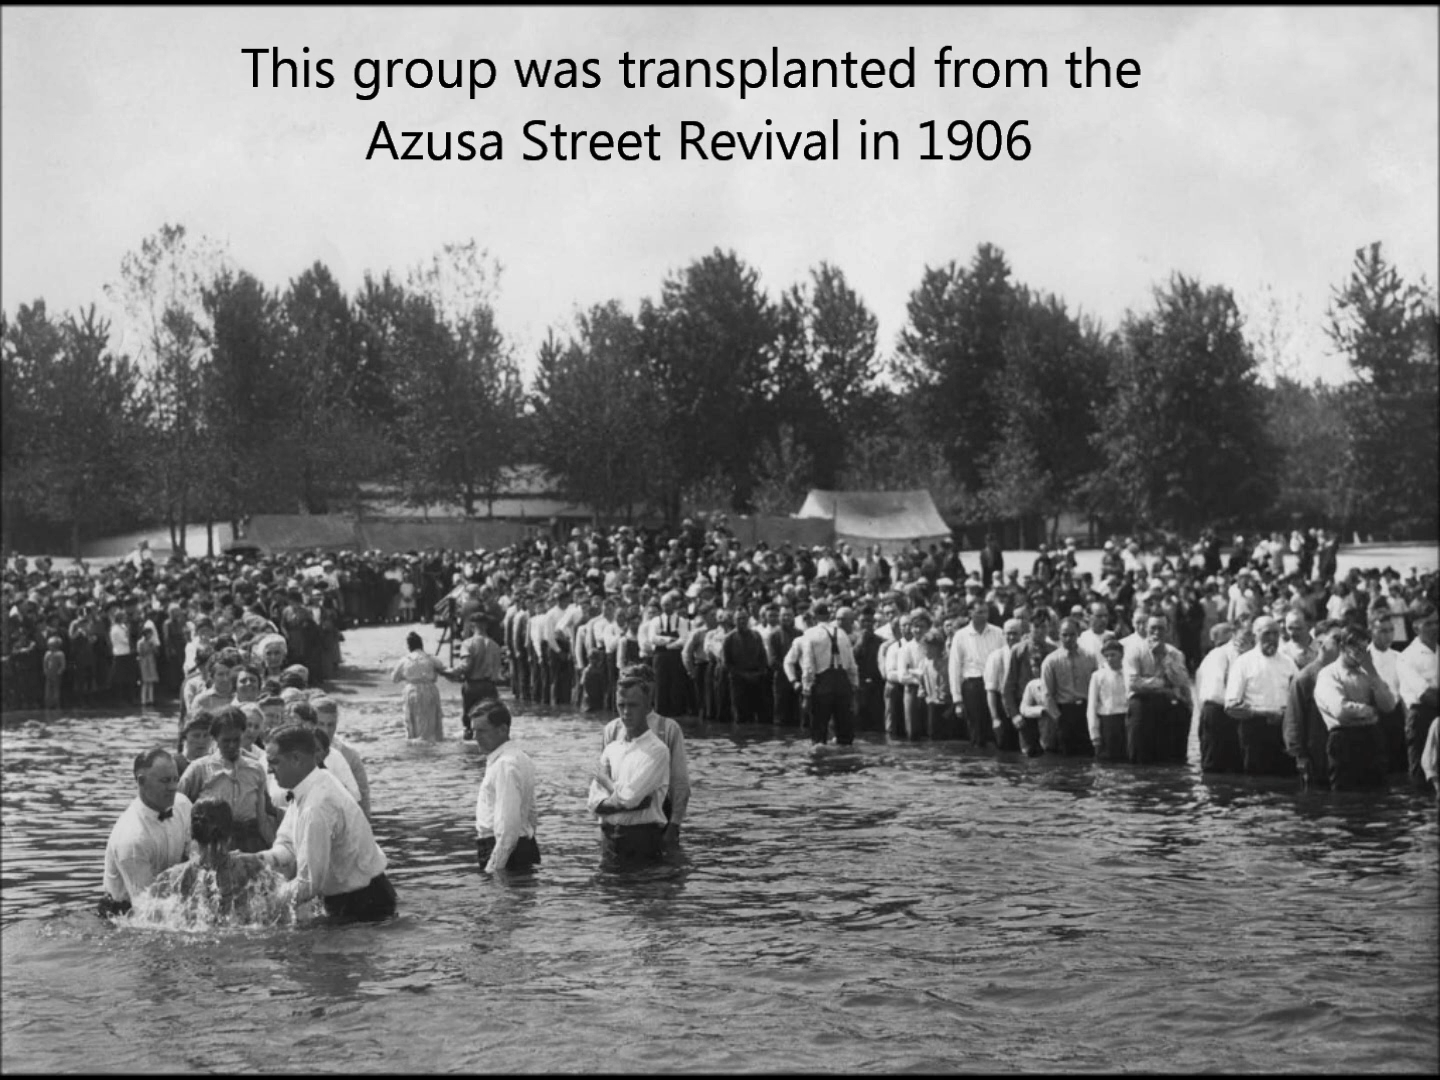 This group was transplanted from the
Azusa Street Revival in 1906